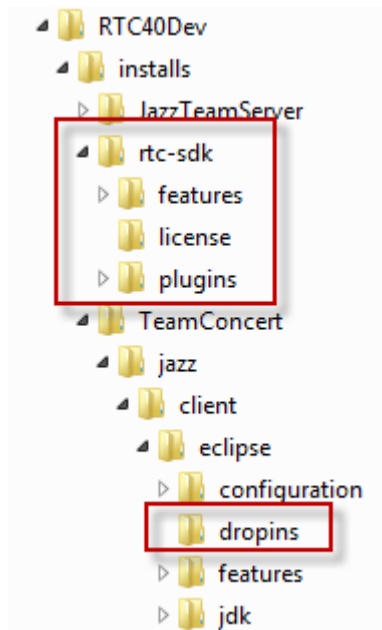 RTC40Dev
installs
JazzTeamServer
rtc-sdk
features
license
plugins
TeamConcert
jazz
client
eclipse
configuration
dropins
features
jdk